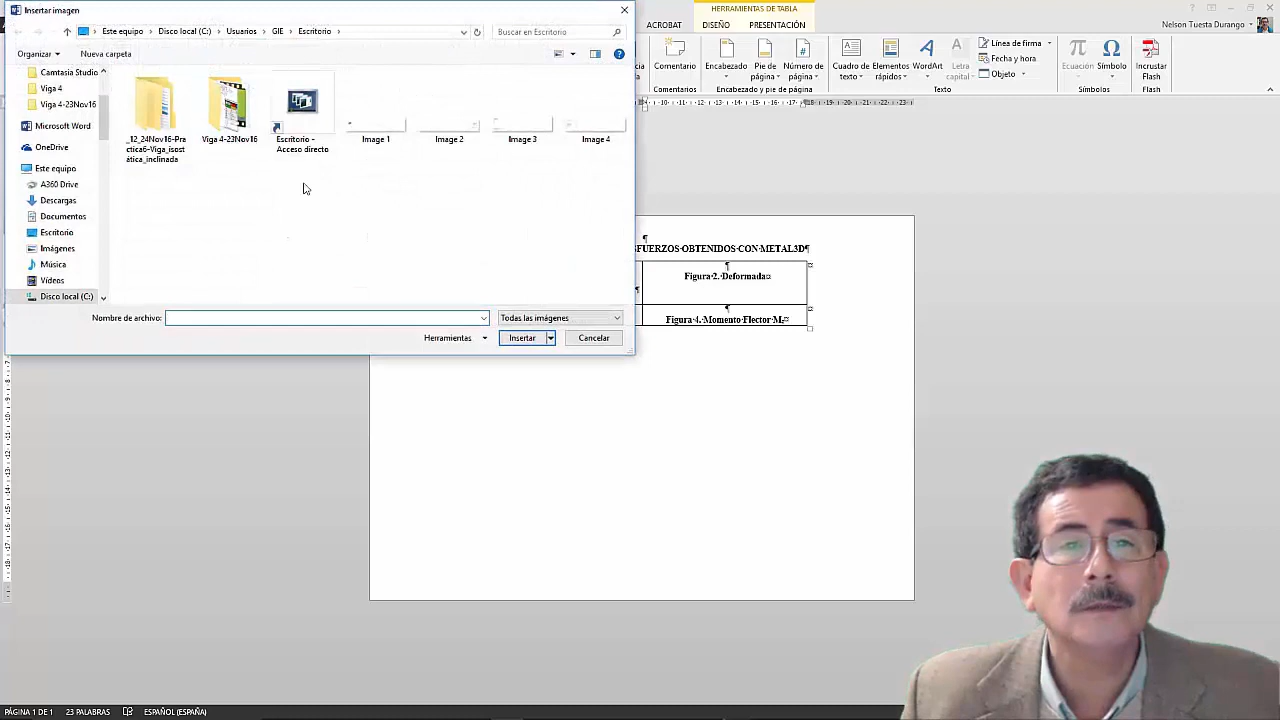 Insertar imagen
HERRAMIENTAS DE TABLA
ACROBAT DISEÑO PRESENTACIÓN
Nelson Tuesta Durango
Este equipo
Disco local (C:)
Usuarios
GIE
Escritorio
Buscar en Escritorio
Organizar
Nueva carpeta
Comentario
Comentarios
Encabezado
Pie de página
Número de página
Encabezado y pie de página
Cuadro de texto
Elementos rápidos
WordArt
Letra capital
Línea de firma
Fecha y hora
Objeto
Texto
Ecuación
Símbolo
Símbolos
Incrustar Flash
Flash
Camtasia Studio
Viga 4
Viga 4-23Nov16
Microsoft Word
OneDrive
Este equipo
A360 Drive
Descargas
Documentos
Escritorio
Imágenes
Música
Vídeos
Disco local (C:)
_12_24Nov16-Pra
ctica6-Viga_isost
ática_inclinada
Viga 4-23Nov16
Escritorio -
Acceso directo
Image 1
Image 2
Image 3
Image 4
Nombre de archivo:
Todas las imágenes
Herramientas
Insertar
Cancelar
FUERZOS·OBTENIDOS·CON·METAL3D¶
Figura·2.·Deformada¤
Figura·4.·Momento·Flector·M
PÁGINA 1 DE 1
23 PALABRAS
ESPAÑOL (ESPAÑA)